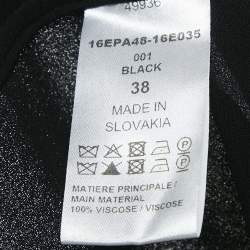 49936
16EPA48-16E035
001
BLACK
38
MADE IN
SLOVAKIA
MATIERE PRINCIPALE /
MAIN MATERIAL
100% VISCOSE / VISCOSE